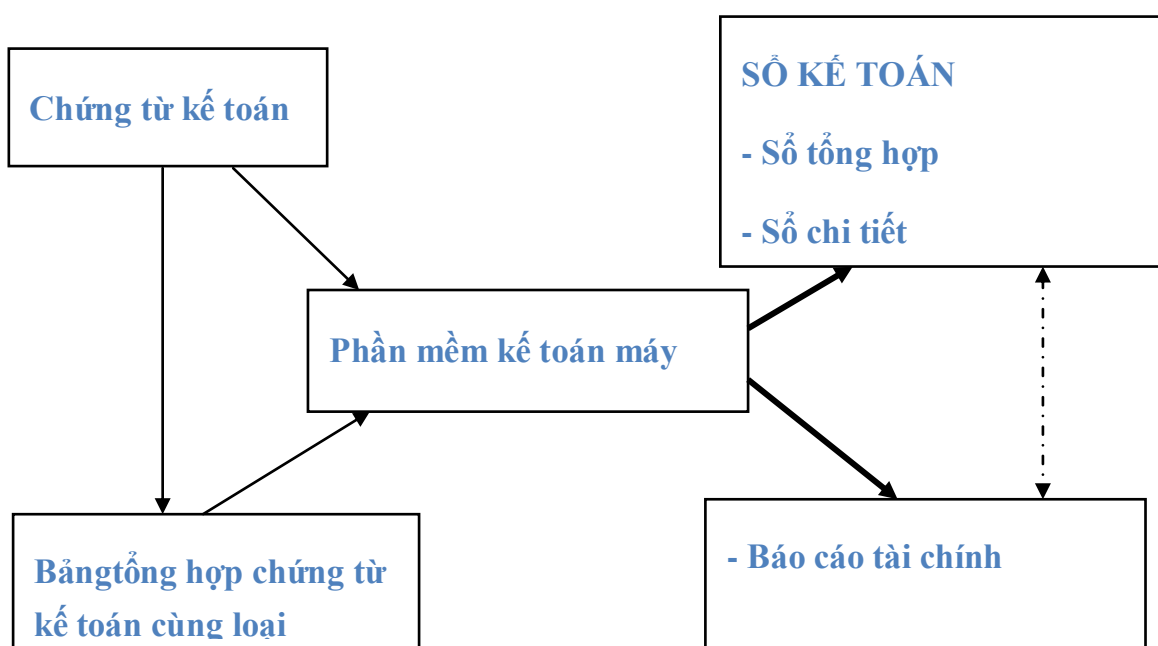 Chứng từ kế toán
SỔ KẾ TOÁN
- Sổ tổng hợp
- Sổ chi tiết
Phần mềm kế toán máy
Bảngtổng hợp chứng từ
kế toán cùng loại
- Báo cáo tài chính